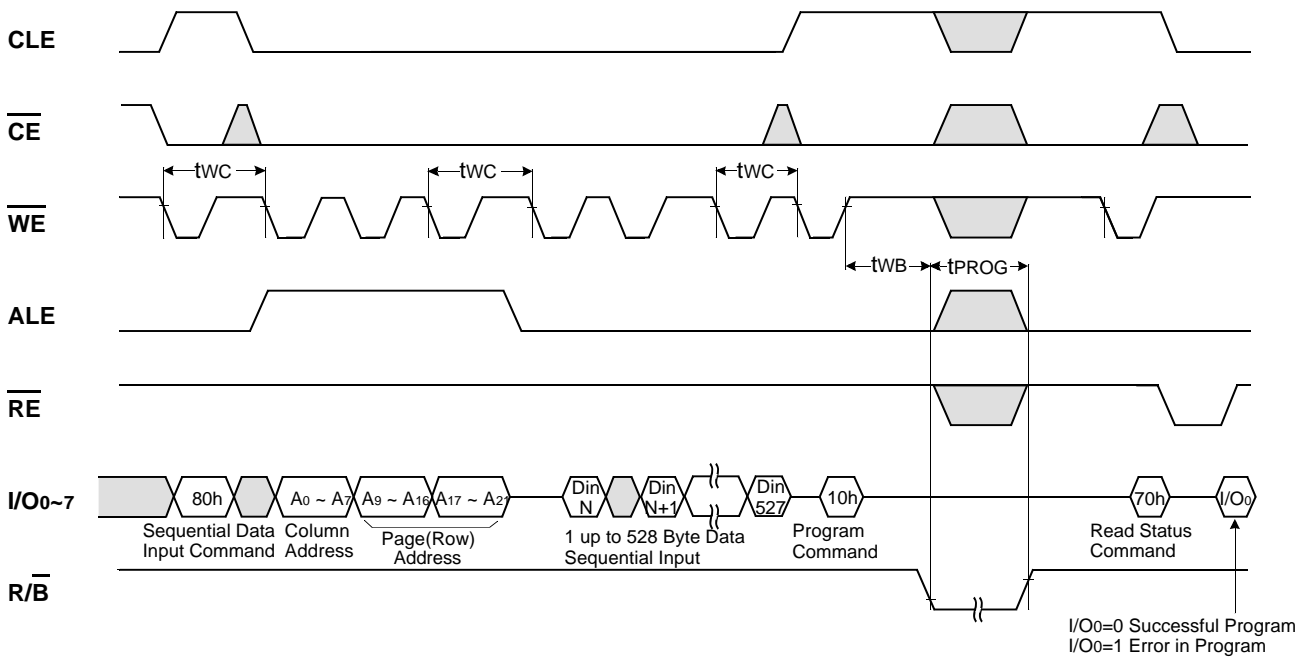 CLE
CE
tWC
tWC
tWC
WE
tWB
tPROG
ALE
RE
I/O0~7
80h
A0 ~ A7
A9 ~ A16
A17 ~ A21
Din
N
Din
N+1
Din
527
10h
70h
I/O0
Sequential Data
Input Command
Column
Address
Page(Row)
Address
1 up to 528 Byte Data
Sequential Input
Program
Command
Read Status
Command
R/B
I/O0=0 Successful Program
I/O0=1 Error in Program